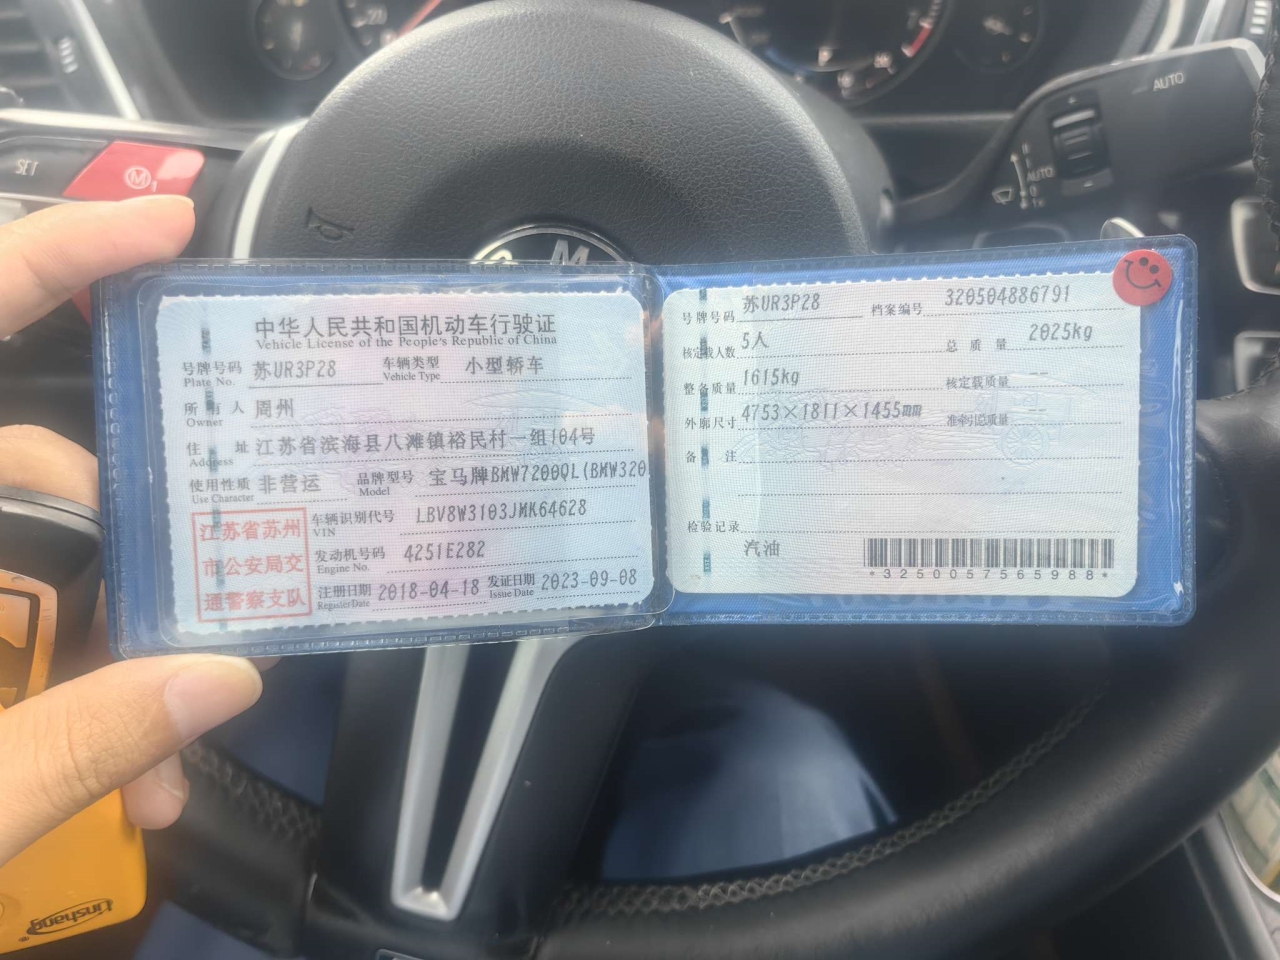 AUTO
AUTO
SET
M1
M
中华人民共和国机动车行驶证
Vehicle License of the People's Republic of China
号牌号码 苏UR3P28 车辆类型 小型轿车
Plate No. Vehicle Type
所有人 周州
Owner
住址 江苏省滨海县八滩镇裕民村一组104号
Address
使用性质 非营运 品牌型号 宝马牌BMW7200QL(BMW320
Use Character Model
江苏省苏州
市公安局交
通警察支队
车辆识别代号 LBV8W3103JMK64628
VIN
发动机号码 4251E282
Engine No.
注册日期 2018-04-18 发证日期 2023-09-08
Register Date Issue Date
号牌号码 苏UR3P28 档案编号 320504886791
核定载人数 5人 总质量 2025kg
整备质量 1615kg 核定载质量 --
外廓尺寸 4753×1811×1455mm 准牵引总质量 --
备注
检验记录
汽油
*3250057565988*
Linshang